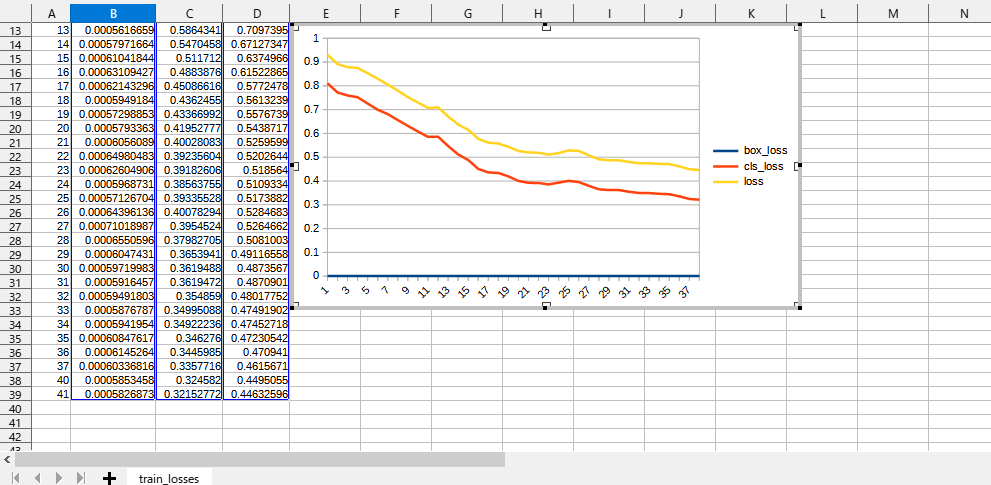 A B C D E F G H I J K L M N
13 13 0.0005616659 0.5864341 0.7097395
14 14 0.00057971664 0.5470458 0.67127347
15 15 0.00061041844 0.511712 0.6374966
16 16 0.00063109427 0.4883876 0.61522865
17 17 0.00062143296 0.45086616 0.5772478
18 18 0.0005949184 0.4362455 0.5613239
19 19 0.00057298853 0.43366992 0.5576739
20 20 0.0005793363 0.41952777 0.5438717
21 21 0.0006056089 0.40028083 0.5259599
22 22 0.00064980483 0.39235604 0.5202644
23 23 0.00062604906 0.39182606 0.518564
24 24 0.0005968731 0.38563755 0.5109334
25 25 0.00057126704 0.39335528 0.5173882
26 26 0.00064396136 0.40078294 0.5284683
27 27 0.00071018987 0.3954524 0.5264662
28 28 0.0006550596 0.37982705 0.5081003
29 29 0.0006047431 0.3653941 0.49116558
30 30 0.00059719983 0.3619488 0.4873567
31 31 0.0005916457 0.3619472 0.4870901
32 32 0.00059491803 0.354859 0.48017752
33 33 0.0005876787 0.34995088 0.47491902
34 34 0.0005941954 0.34922236 0.47452718
35 35 0.00060847617 0.346276 0.47230542
36 36 0.0006145264 0.3445985 0.470941
37 37 0.00060336816 0.3357716 0.4615671
38 40 0.0005853458 0.324582 0.4495055
39 41 0.0005826873 0.32152772 0.44632596
40
41
42
43
1
0.9
0.8
0.7
0.6
0.5
0.4
0.3
0.2
0.1
0
1 3 5 7 9 11 13 15 17 19 21 23 25 27 29 31 33 35 37
box_loss
cls_loss
loss
train_losses